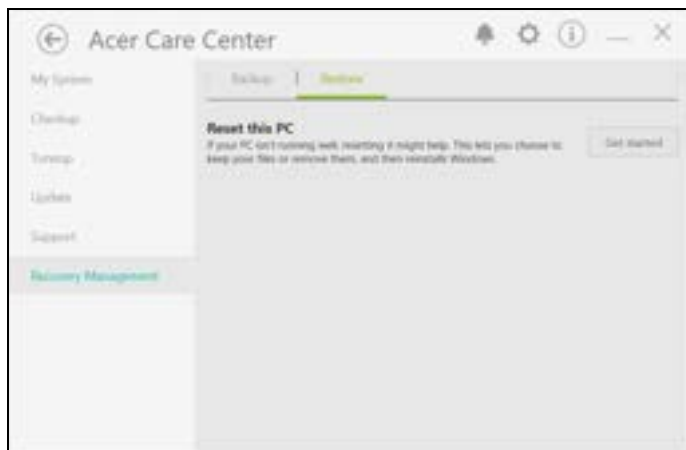 Acer Care Center
My System
Checkup
Tuneup
Update
Support
Recovery Management
Backup
Restore
Reset this PC
If your PC isn't running well, resetting it might help. This lets you choose to
keep your files or remove them, and then reinstalls Windows.
Get started